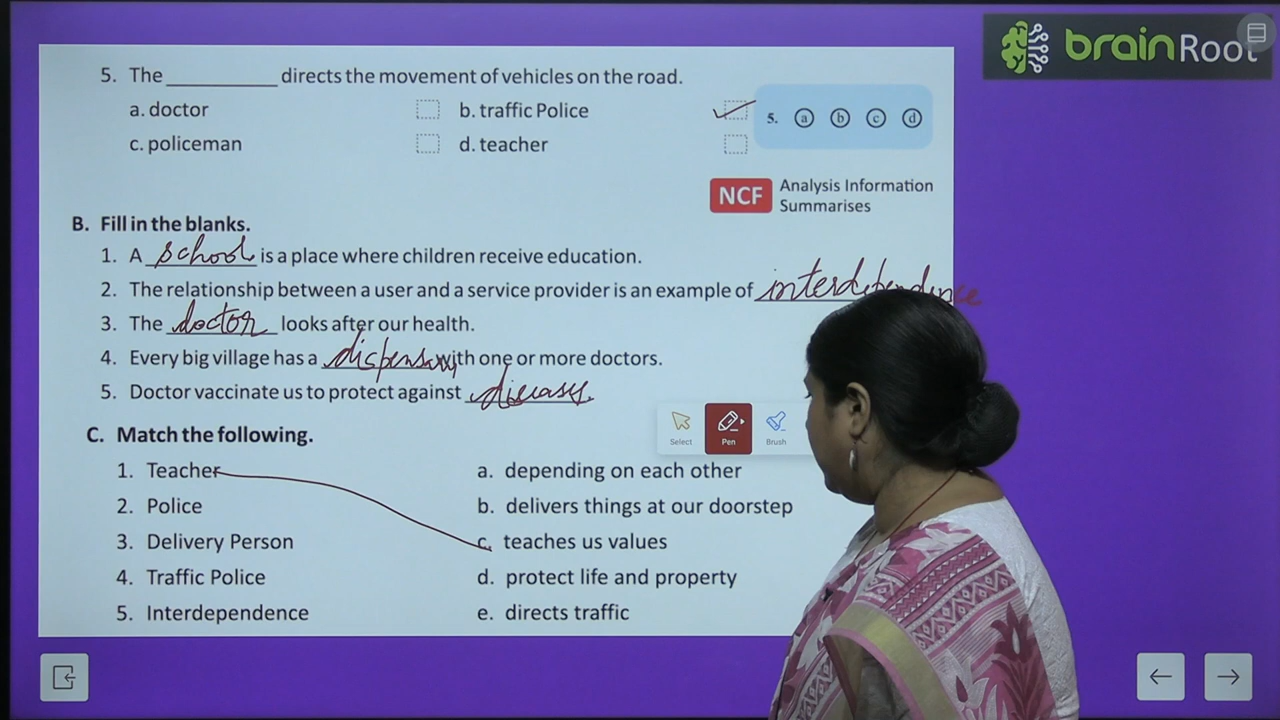 brainRoot
5. The __________ directs the movement of vehicles on the road.
a. doctor b. traffic Police
c. policeman d. teacher
5. a b c d
NCF Analysis Information
Summarises
B. Fill in the blanks.
1. A school is a place where children receive education.
2. The relationship between a user and a service provider is an example of interdependence
3. The doctor looks after our health.
4. Every big village has a dispensary with one or more doctors.
5. Doctor vaccinate us to protect against diseases.
Select Pen Brush
C. Match the following.
1. Teacher a. depending on each other
2. Police b. delivers things at our doorstep
3. Delivery Person c. teaches us values
4. Traffic Police d. protect life and property
5. Interdependence e. directs traffic